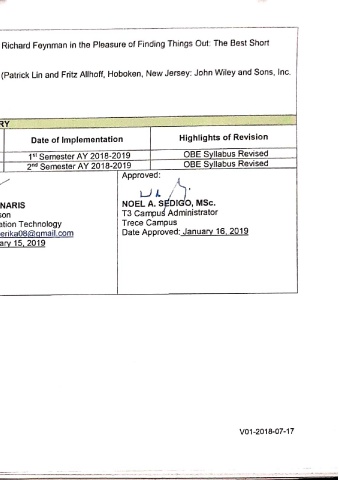 Richard Feynman in the Pleasure of Finding Things Out: The Best Short
(Patrick Lin and Fritz Allhoff, Hoboken, New Jersey: John Wiley and Sons, Inc.
RY
Date of Implementation Highlights of Revision
1st Semester AY 2018-2019 OBE Syllabus Revised
2nd Semester AY 2018-2019 OBE Syllabus Revised
Approved:
NARIS
son
ation Technology
erika08@gmail.com
ary 15, 2019
NOEL A. SEDIGO, MSc.
T3 Campus Administrator
Trece Campus
Date Approved: January 16, 2019
V01-2018-07-17